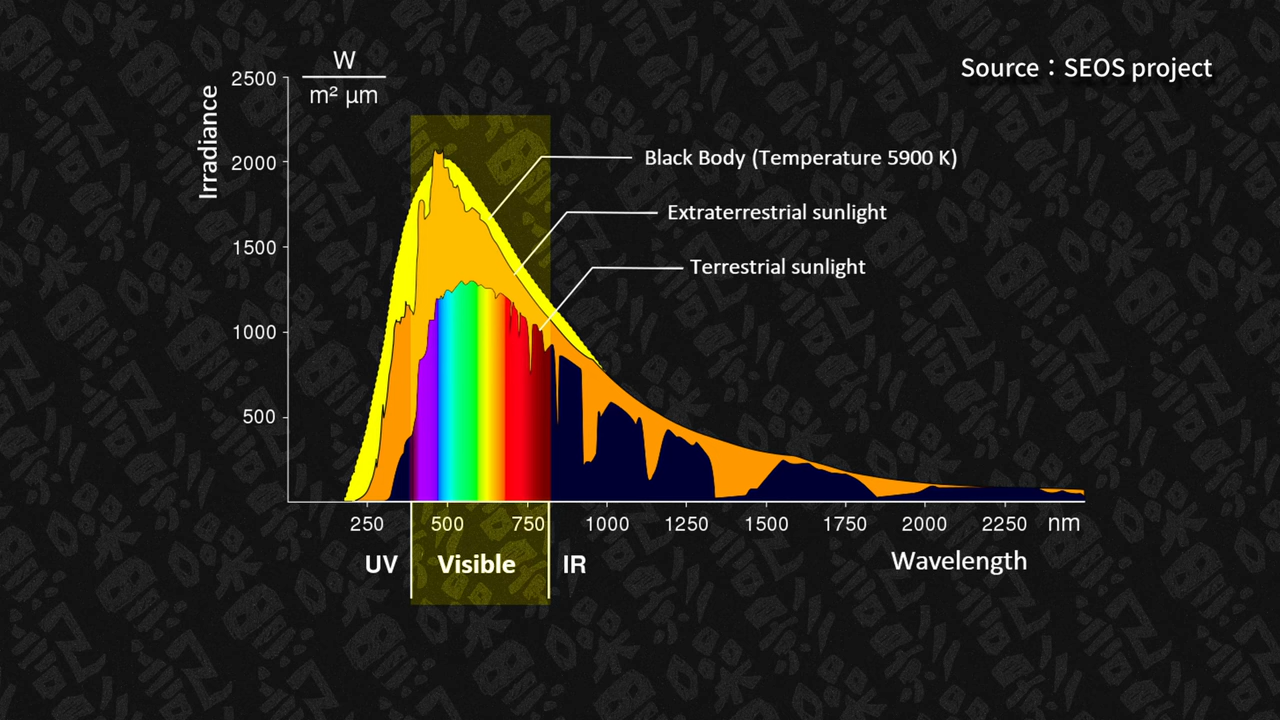 W
m² µm
Source：SEOS project
Irradiance
2500
2000
1500
1000
500
Black Body (Temperature 5900 K)
Extraterrestrial sunlight
Terrestrial sunlight
250 500 750 1000 1250 1500 1750 2000 2250 nm
UV Visible IR
Wavelength